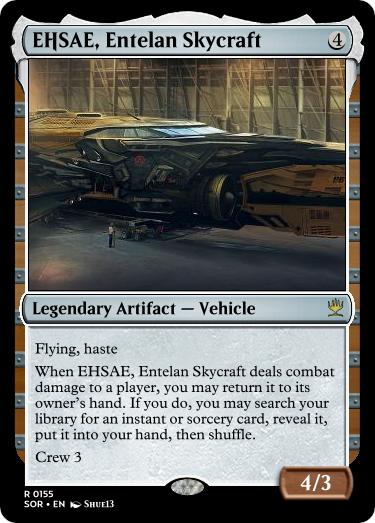 EHSAE, Entelan Skycraft
4
Legendary Artifact — Vehicle
Flying, haste
When EHSAE, Entelan Skycraft deals combat
damage to a player, you may return it to its
owner's hand. If you do, you may search your
library for an instant or sorcery card, reveal it,
put it into your hand, then shuffle.
Crew 3
4/3
R 0155
SOR • EN Shue13